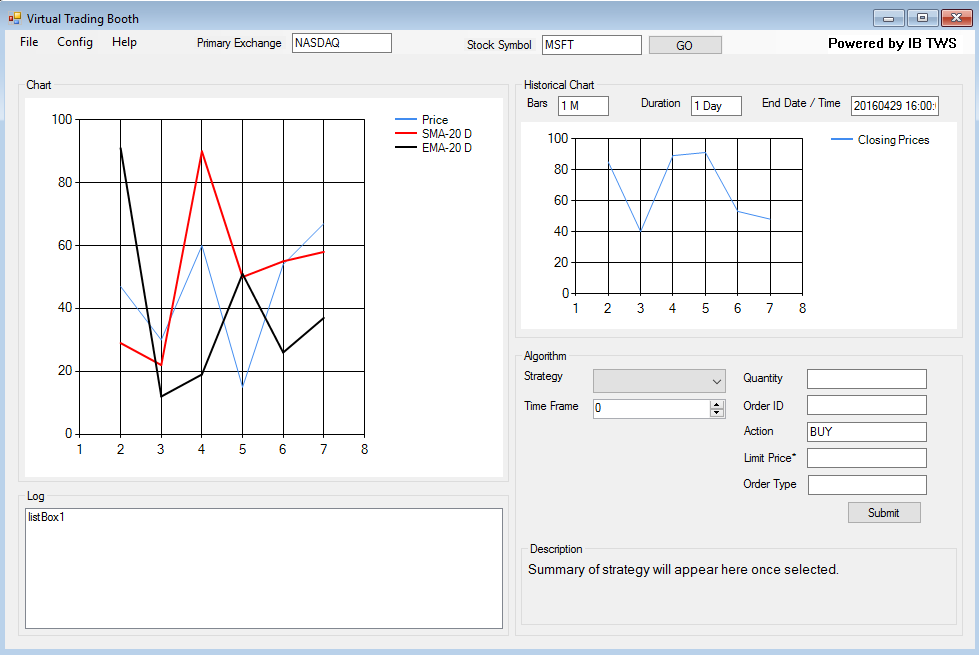 Virtual Trading Booth
File Config Help Primary Exchange NASDAQ Stock Symbol MSFT GO Powered by IB TWS
Chart
100
80
60
40
20
0
1 2 3 4 5 6 7 8
Price
SMA-20 D
EMA-20 D
Historical Chart
Bars 1 M Duration 1 Day End Date / Time 20160429 16:00:
100
80
60
40
20
0
1 2 3 4 5 6 7 8
Closing Prices
Log
listBox1
Algorithm
Strategy
Time Frame 0
Quantity
Order ID
Action BUY
Limit Price*
Order Type
Submit
Description
Summary of strategy will appear here once selected.